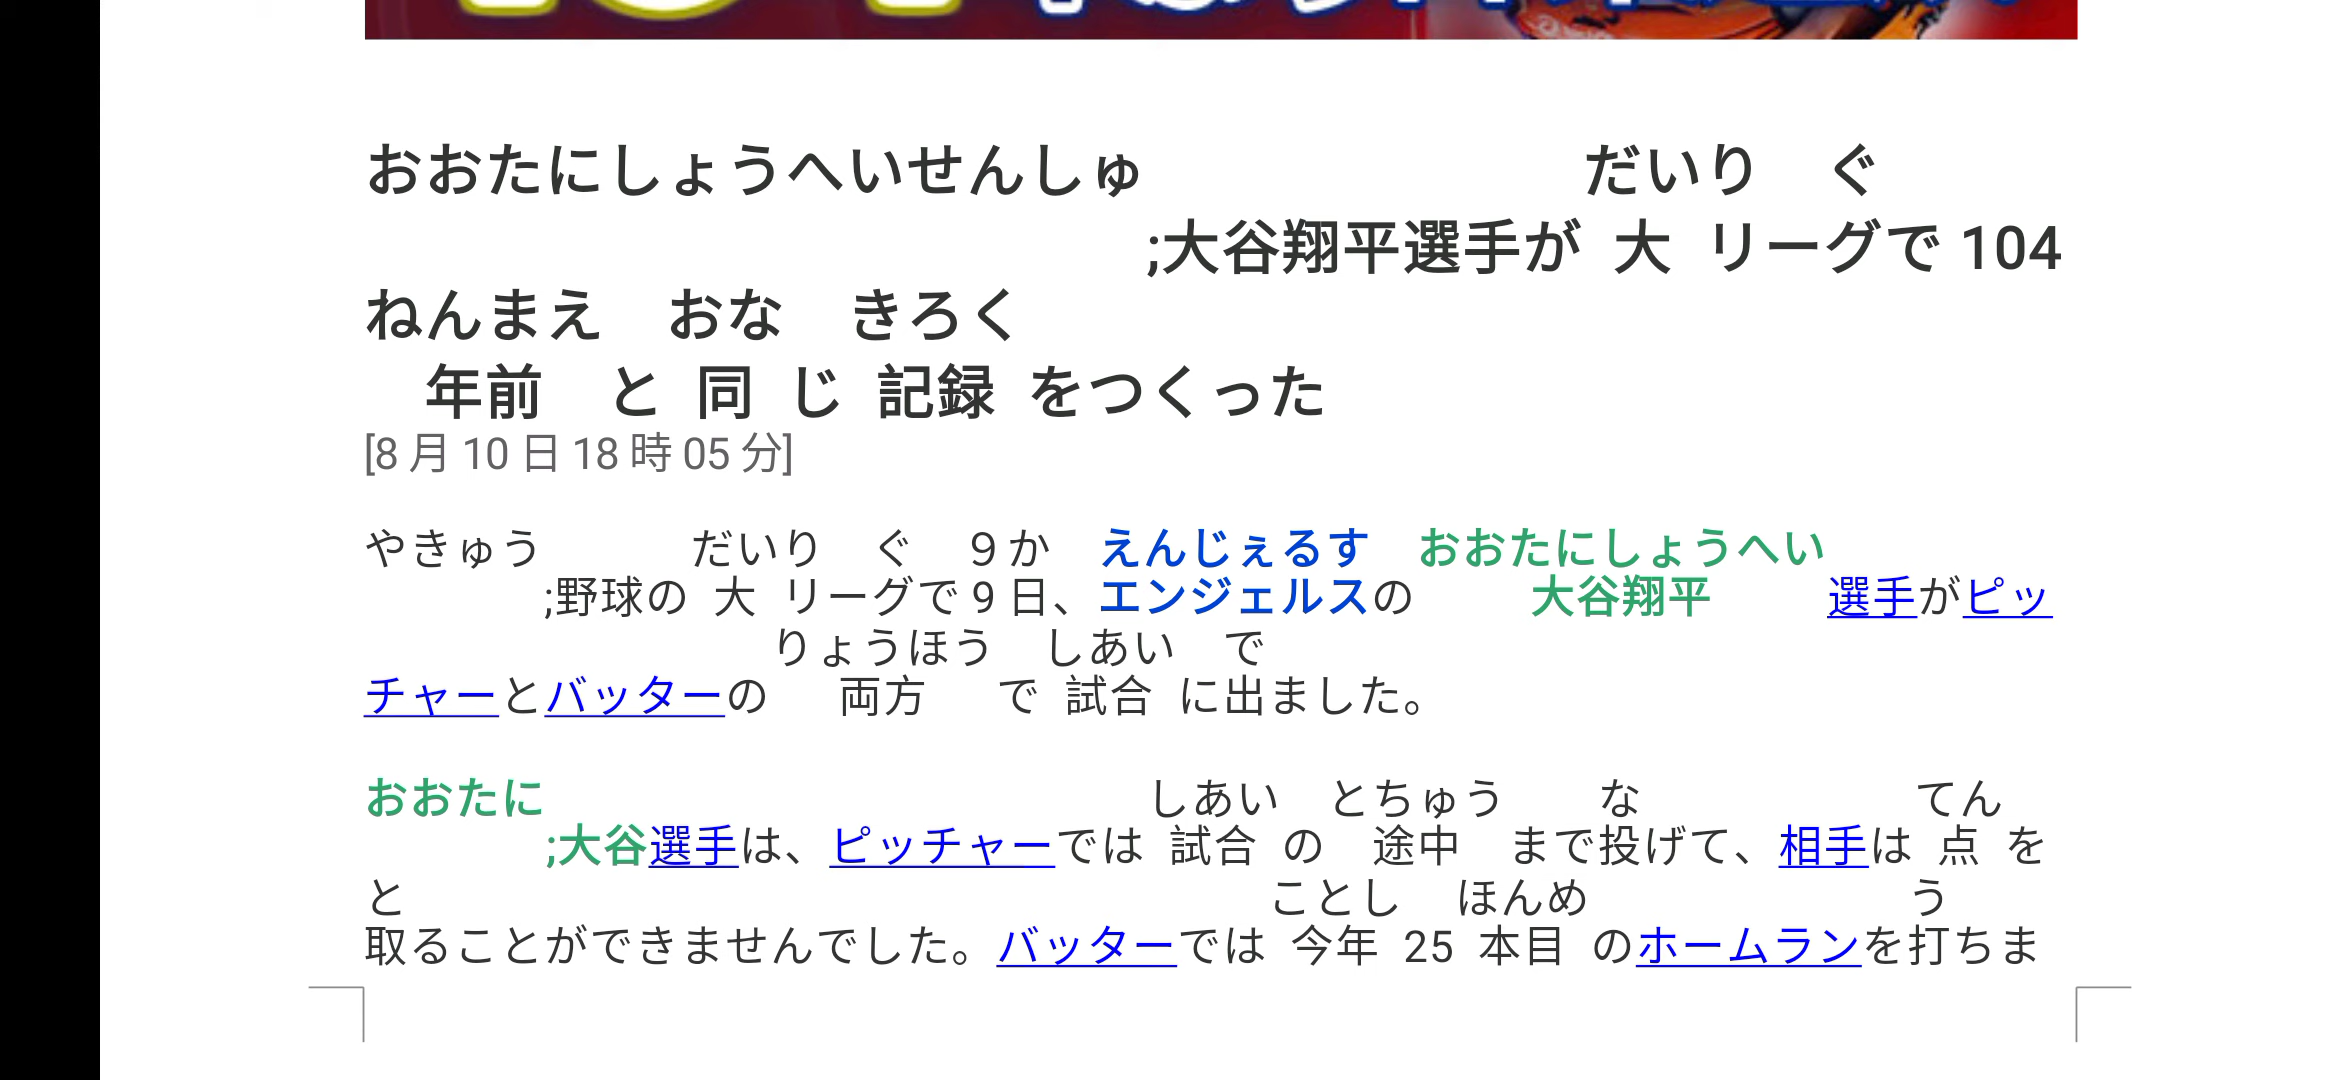 おおたにしょうへいせんしゅ だいり ぐ
;大谷翔平選手が 大 リーグで 104
ねんまえ おな きろく
年前 と 同 じ 記録 をつくった
[8 月 10 日 18 時 05 分]
やきゅう だいり ぐ 9か えんじぇるす おおたにしょうへい
;野球の 大 リーグで 9 日、エンジェルスの 大谷翔平 選手がピッ
りょうほう しあい で
チャーとバッターの 両方 で 試合 に出ました。
おおたに しあい とちゅう な てん
;大谷選手は、ピッチャーでは 試合 の 途中 まで投げて、相手は 点 を
と ことし ほんめ う
取ることができませんでした。バッターでは 今年 25 本目 のホームランを打ちま